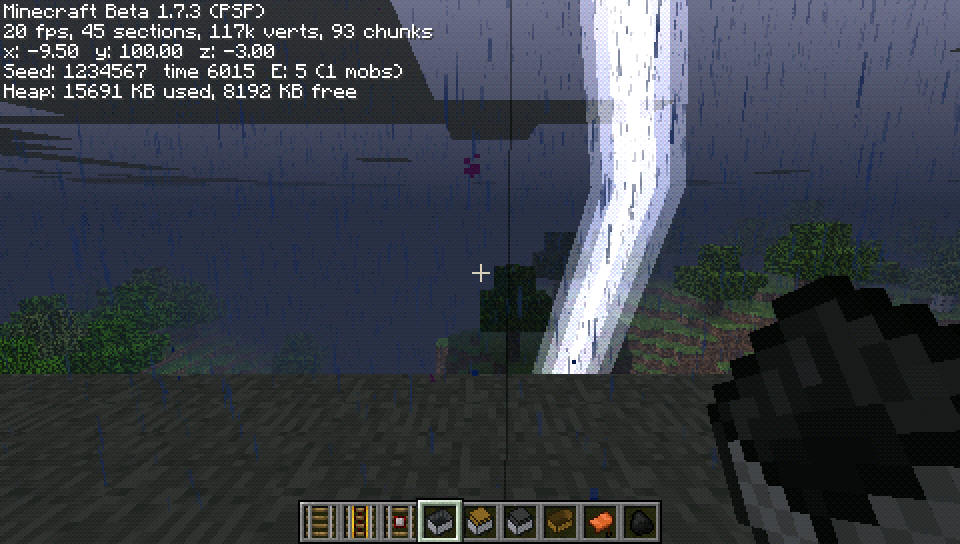 Minecraft Beta 1.7.3 (PSP)
20 fps, 45 sections, 117k verts, 93 chunks
x: -9.50 y: 100.00 z: -3.00
Seed: 1234567 time 6015 E: 5 (1 mobs)
Heap: 15691 KB used, 8192 KB free